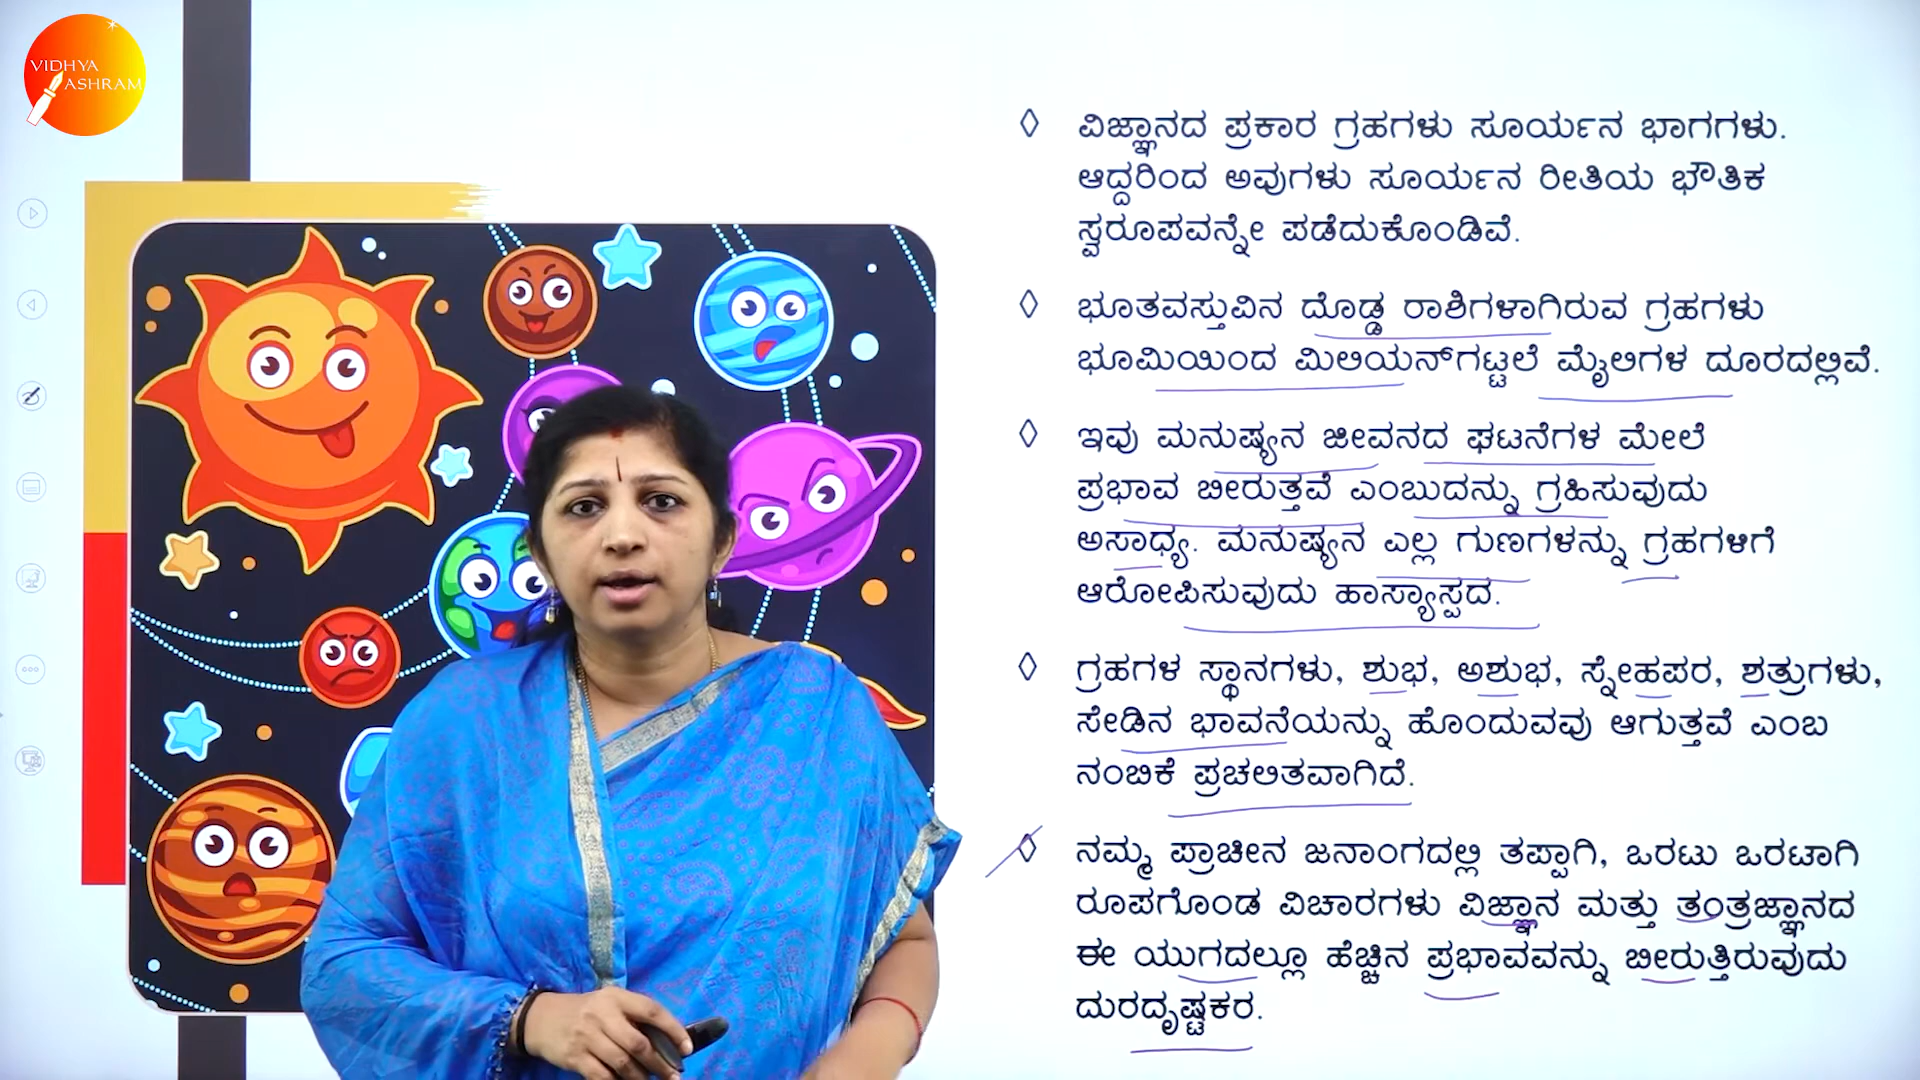 VIDHYA
ASHRAM
◊ ವಿಜ್ಞಾನದ ಪ್ರಕಾರ ಗ್ರಹಗಳು ಸೂರ್ಯನ ಭಾಗಗಳು.
ಆದ್ದರಿಂದ ಅವುಗಳು ಸೂರ್ಯನ ರೀತಿಯ ಭೌತಿಕ
ಸ್ವರೂಪವನ್ನೇ ಪಡೆದುಕೊಂಡಿವೆ.
◊ ಭೂತವಸ್ತುವಿನ ದೊಡ್ಡ ರಾಶಿಗಳಾಗಿರುವ ಗ್ರಹಗಳು
ಭೂಮಿಯಿಂದ ಮಿಲಿಯನ್‌ಗಟ್ಟಲೆ ಮೈಲಿಗಳ ದೂರದಲ್ಲಿವೆ.
◊ ಇವು ಮನುಷ್ಯನ ಜೀವನದ ಘಟನೆಗಳ ಮೇಲೆ
ಪ್ರಭಾವ ಬೀರುತ್ತವೆ ಎಂಬುದನ್ನು ಗ್ರಹಿಸುವುದು
ಅಸಾಧ್ಯ. ಮನುಷ್ಯನ ಎಲ್ಲ ಗುಣಗಳನ್ನು ಗ್ರಹಗಳಿಗೆ
ಆರೋಪಿಸುವುದು ಹಾಸ್ಯಾಸ್ಪದ.
◊ ಗ್ರಹಗಳ ಸ್ಥಾನಗಳು, ಶುಭ, ಅಶುಭ, ಸ್ನೇಹಪರ, ಶತ್ರುಗಳು,
ಸೇಡಿನ ಭಾವನೆಯನ್ನು ಹೊಂದುವವು ಆಗುತ್ತವೆ ಎಂಬ
ನಂಬಿಕೆ ಪ್ರಚಲಿತವಾಗಿದೆ.
◊ ನಮ್ಮ ಪ್ರಾಚೀನ ಜನಾಂಗದಲ್ಲಿ ತಪ್ಪಾಗಿ, ಒರಟು ಒರಟಾಗಿ
ರೂಪಗೊಂಡ ವಿಚಾರಗಳು ವಿಜ್ಞಾನ ಮತ್ತು ತಂತ್ರಜ್ಞಾನದ
ಈ ಯುಗದಲ್ಲೂ ಹೆಚ್ಚಿನ ಪ್ರಭಾವವನ್ನು ಬೀರುತ್ತಿರುವುದು
ದುರದೃಷ್ಟಕರ.